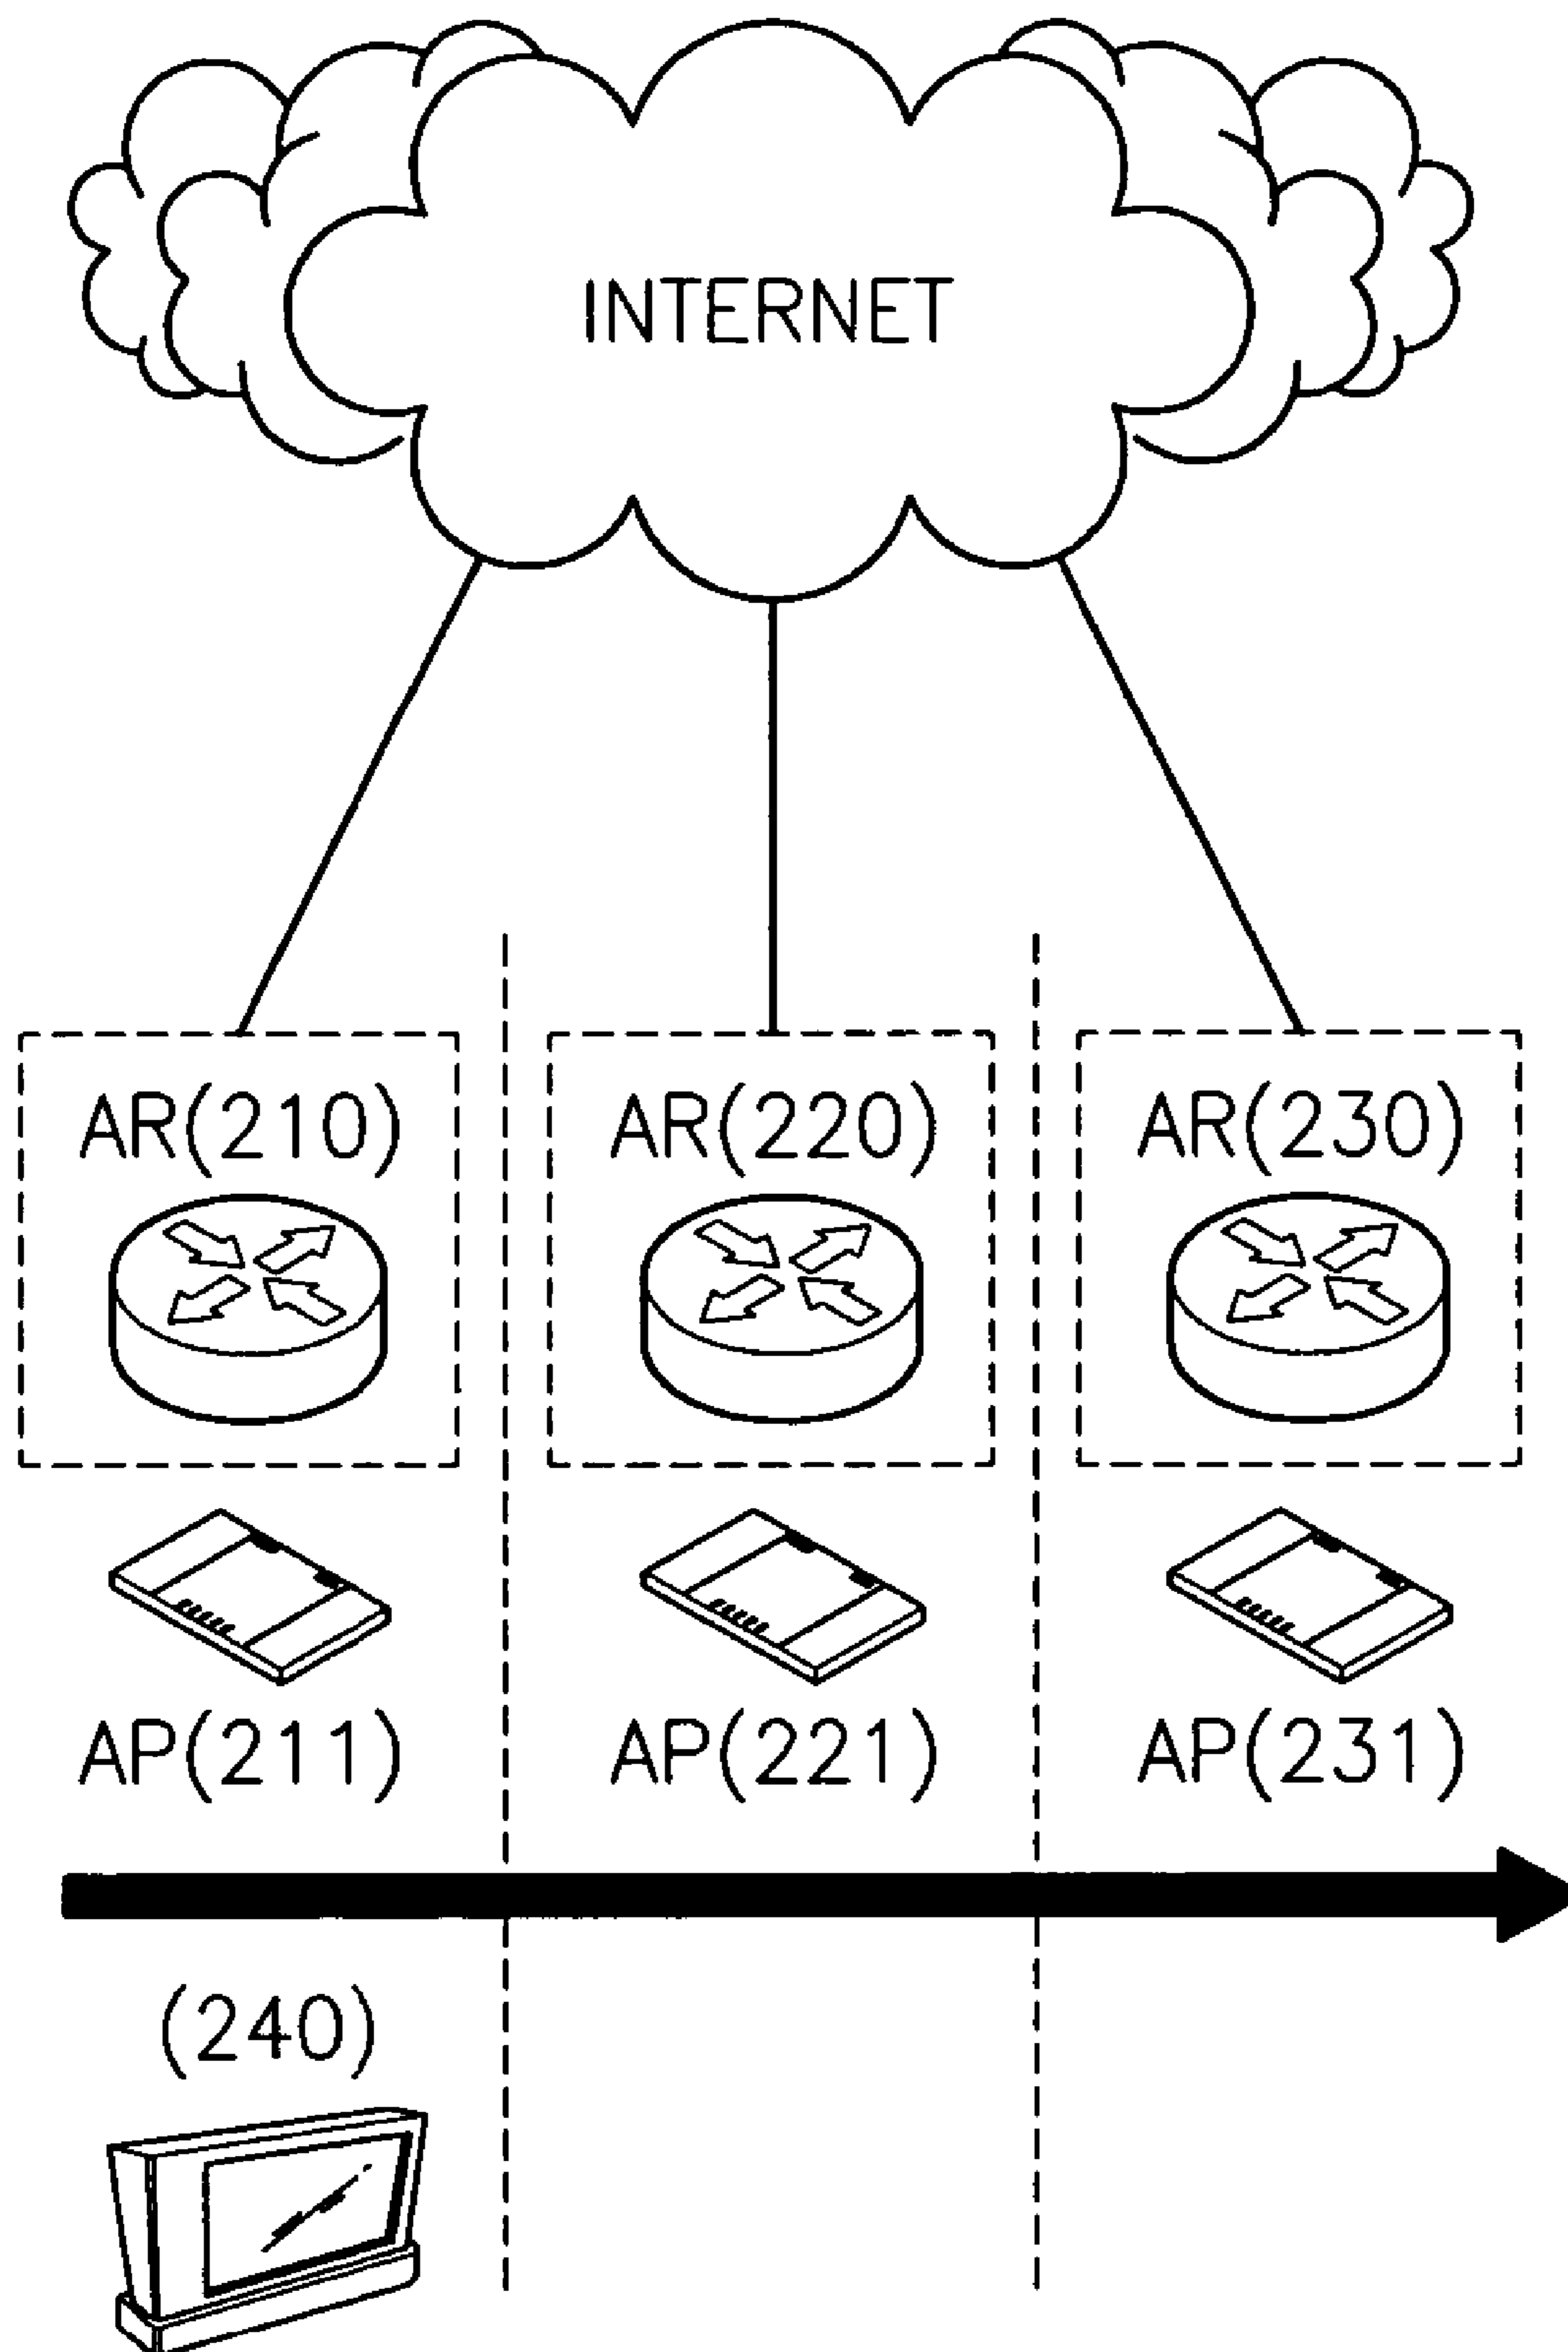 INTERNET
AR(210) AR(220) AR(230)
AP(211) AP(221) AP(231)
(240)